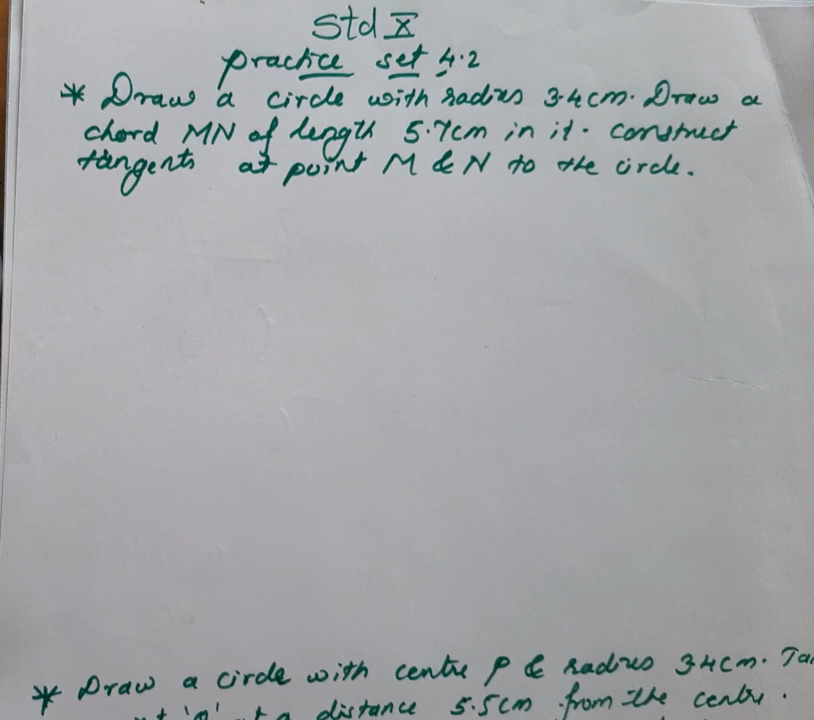 Std X
practice set 4.2
* Draw a circle with radius 3.4cm. Draw a
chord MN of length 5.7cm in it. construct
tangents at point M & N to the circle.
* Draw a circle with centre P & radius 3.4cm.
'Q' at a distance 5.5cm from the centre.